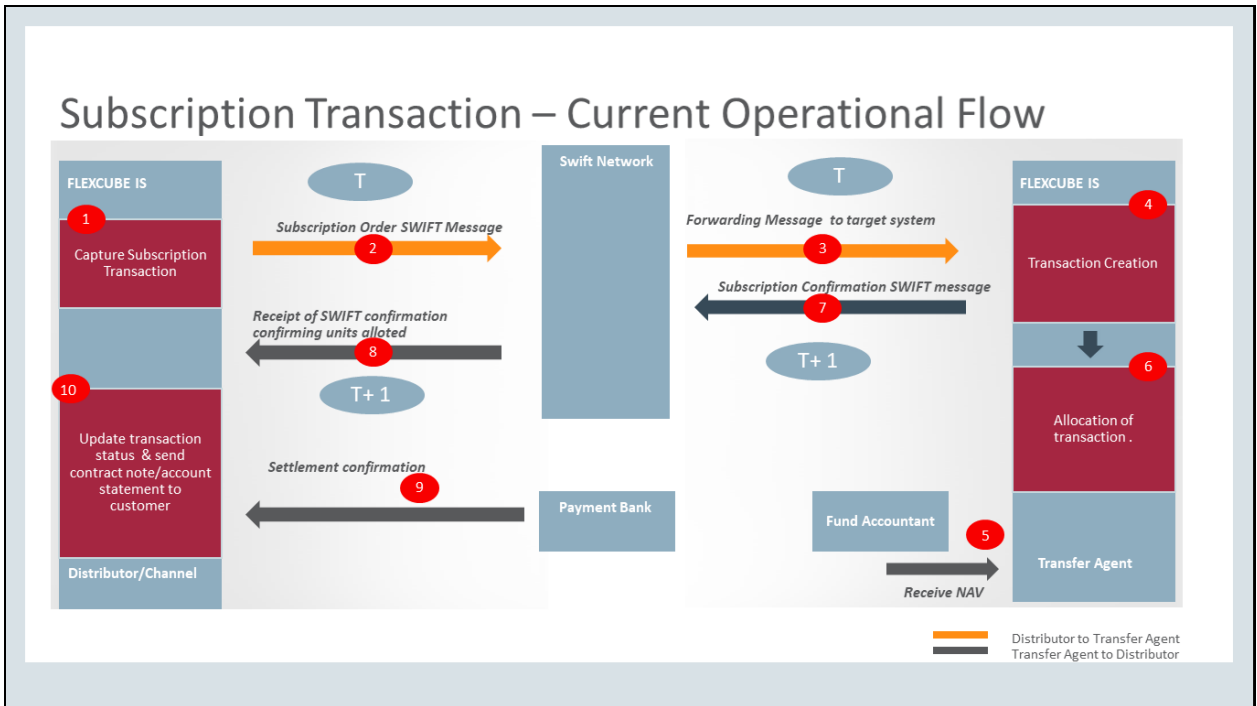 Subscription Transaction – Current Operational Flow
FLEXCUBE IS
1
Capture Subscription
Transaction
T
Subscription Order SWIFT Message
2
Swift Network
T
Forwarding Message to target system
3
FLEXCUBE IS
4
Transaction Creation
Subscription Confirmation SWIFT message
7
Receipt of SWIFT confirmation
confirming units alloted
8
T+ 1
T+ 1
6
Allocation of
transaction .
10
Update transaction
status & send
contract note/account
statement to
customer
Settlement confirmation
9
Payment Bank
Fund Accountant
5
Receive NAV
Transfer Agent
Distributor/Channel
Distributor to Transfer Agent
Transfer Agent to Distributor